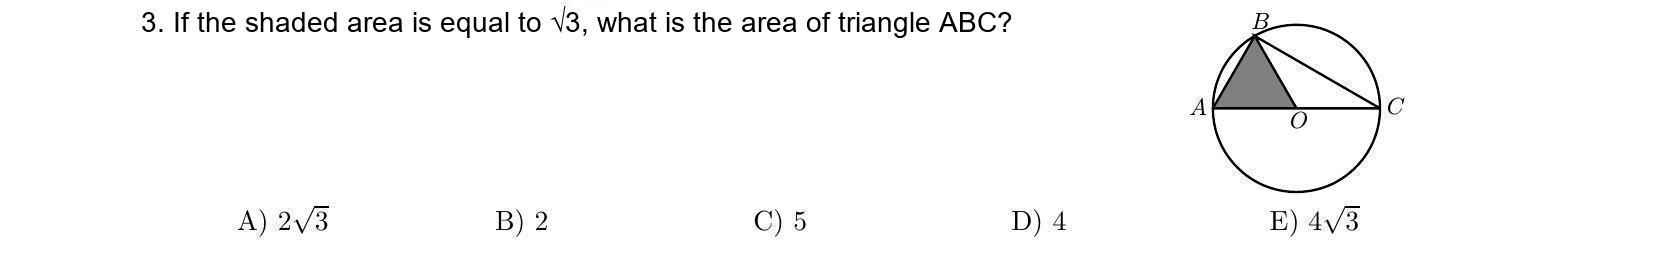 3. If the shaded area is equal to √3, what is the area of triangle ABC?
B
A
C
O
A) 2√3 B) 2 C) 5 D) 4 E) 4√3